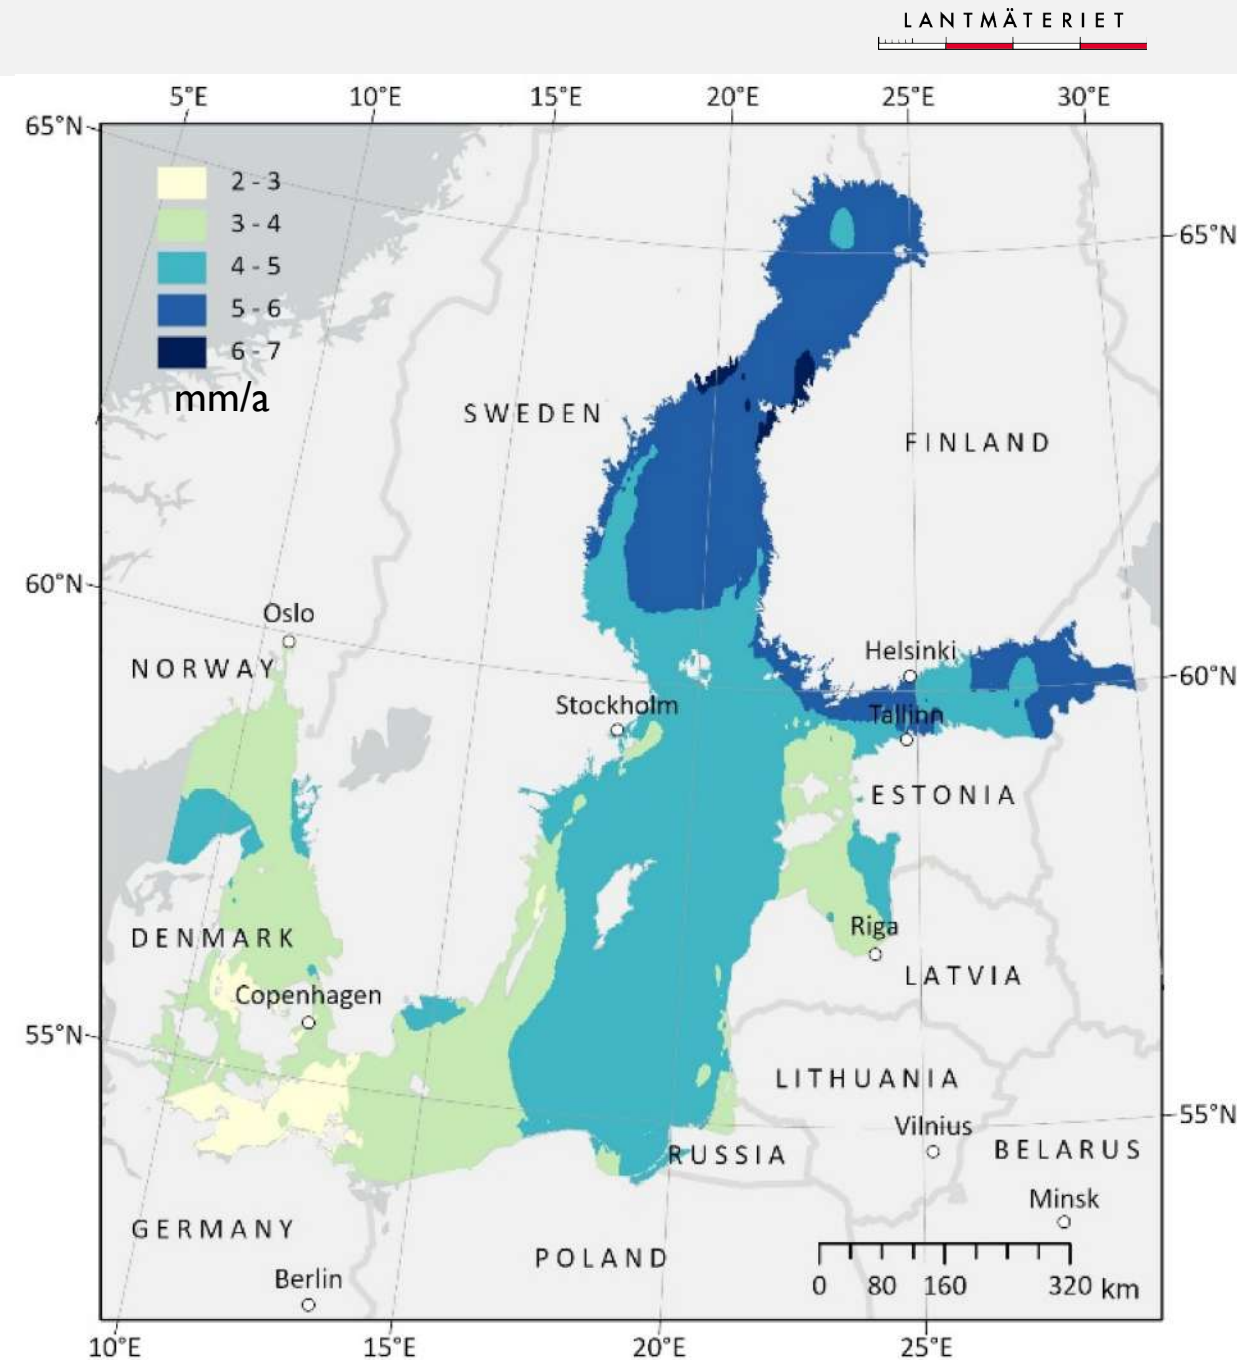 LANTMÄTERIET
5°E 10°E 15°E 20°E 25°E 30°E
65°N
2 - 3
3 - 4
65°N
4 - 5
5 - 6
6 - 7
mm/a
SWEDEN
FINLAND
60°N
Oslo
Helsinki
NORWAY
60°N
Stockholm
Tallinn
ESTONIA
Riga
DENMARK
LATVIA
Copenhagen
55°N
LITHUANIA
55°N
Vilnius
RUSSIA
BELARUS
Minsk
GERMANY
POLAND
Berlin
0 80 160 320 km
10°E 15°E 20°E 25°E